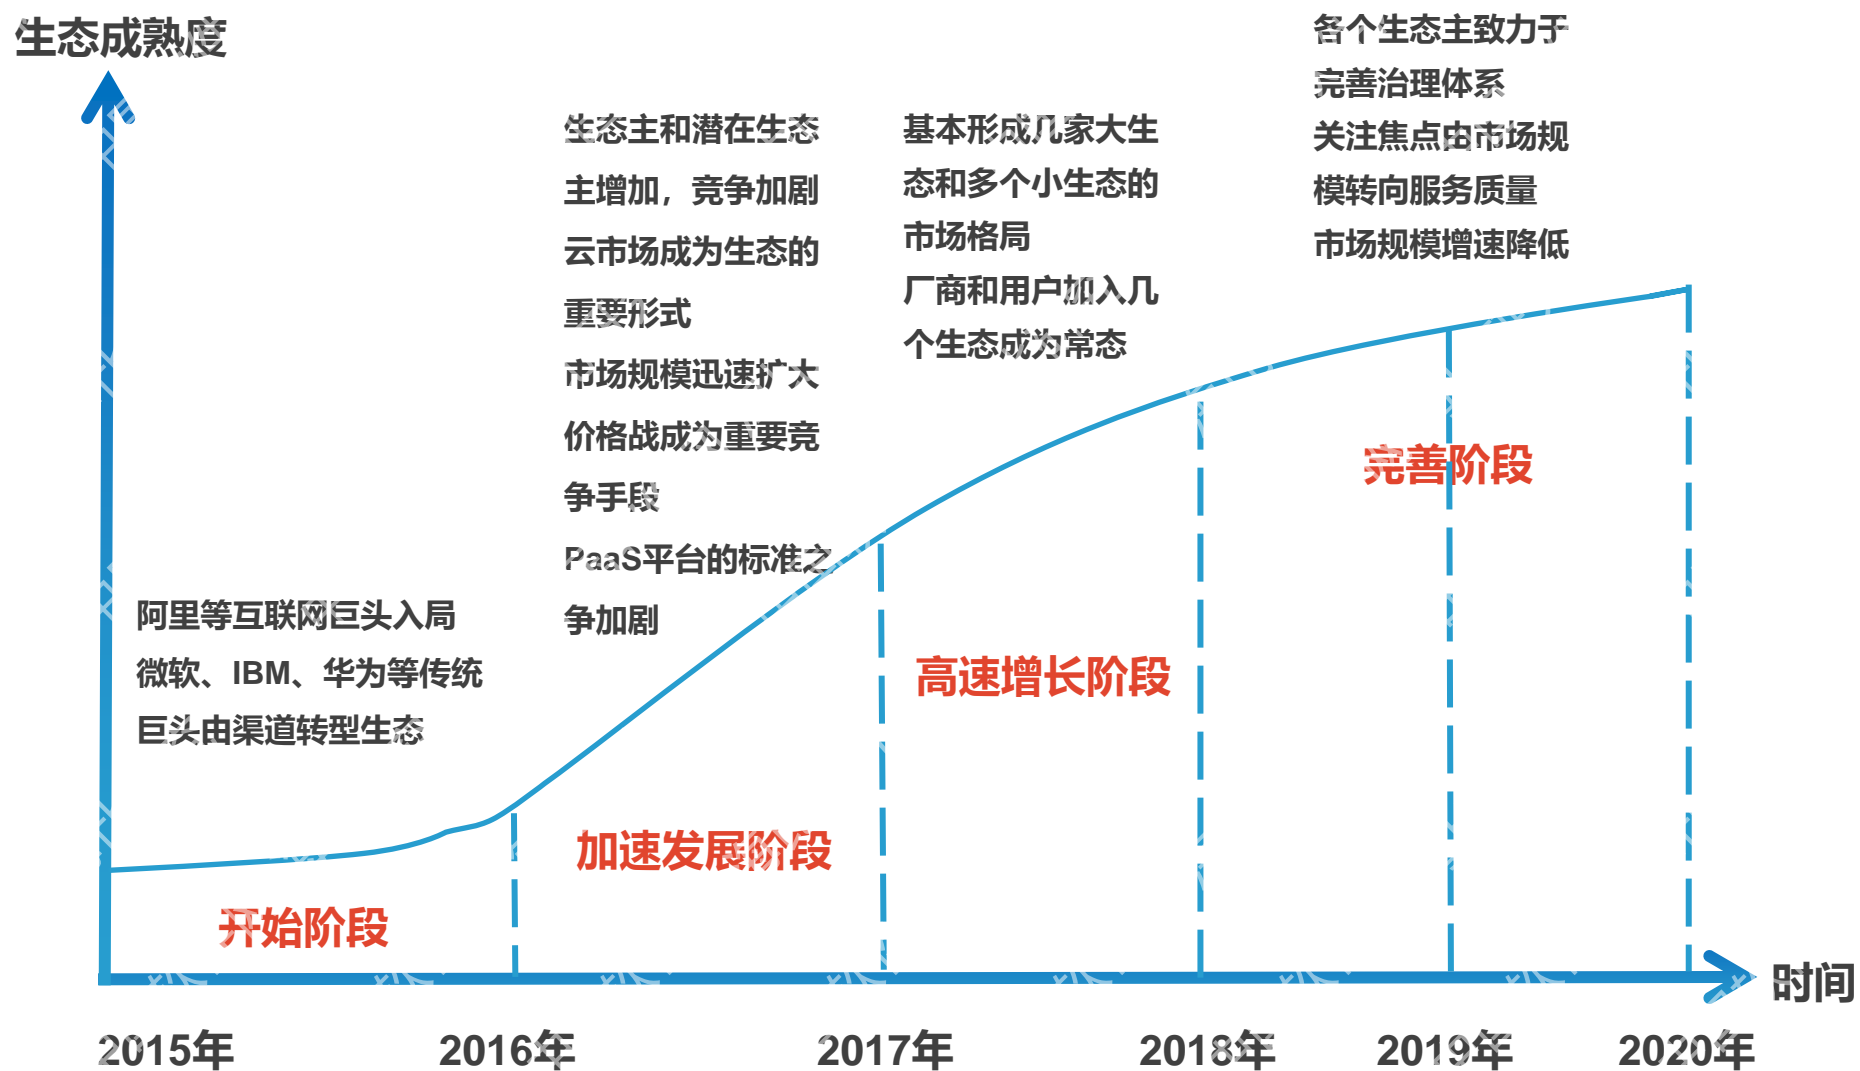 生态成熟度
各个生态主致力于
完善治理体系
关注焦点由市场规
模转向服务质量
市场规模增速降低
基本形成几家大生
态和多个小生态的
市场格局
厂商和用户加入几
个生态成为常态
生态主和潜在生态
主增加，竞争加剧
云市场成为生态的
重要形式
市场规模迅速扩大
价格战成为重要竞
争手段
PaaS平台的标准之
争加剧
阿里等互联网巨头入局
微软、IBM、华为等传统
巨头由渠道转型生态
完善阶段
高速增长阶段
加速发展阶段
开始阶段
时间
2015年
2016年
2017年
2018年
2019年
2020年